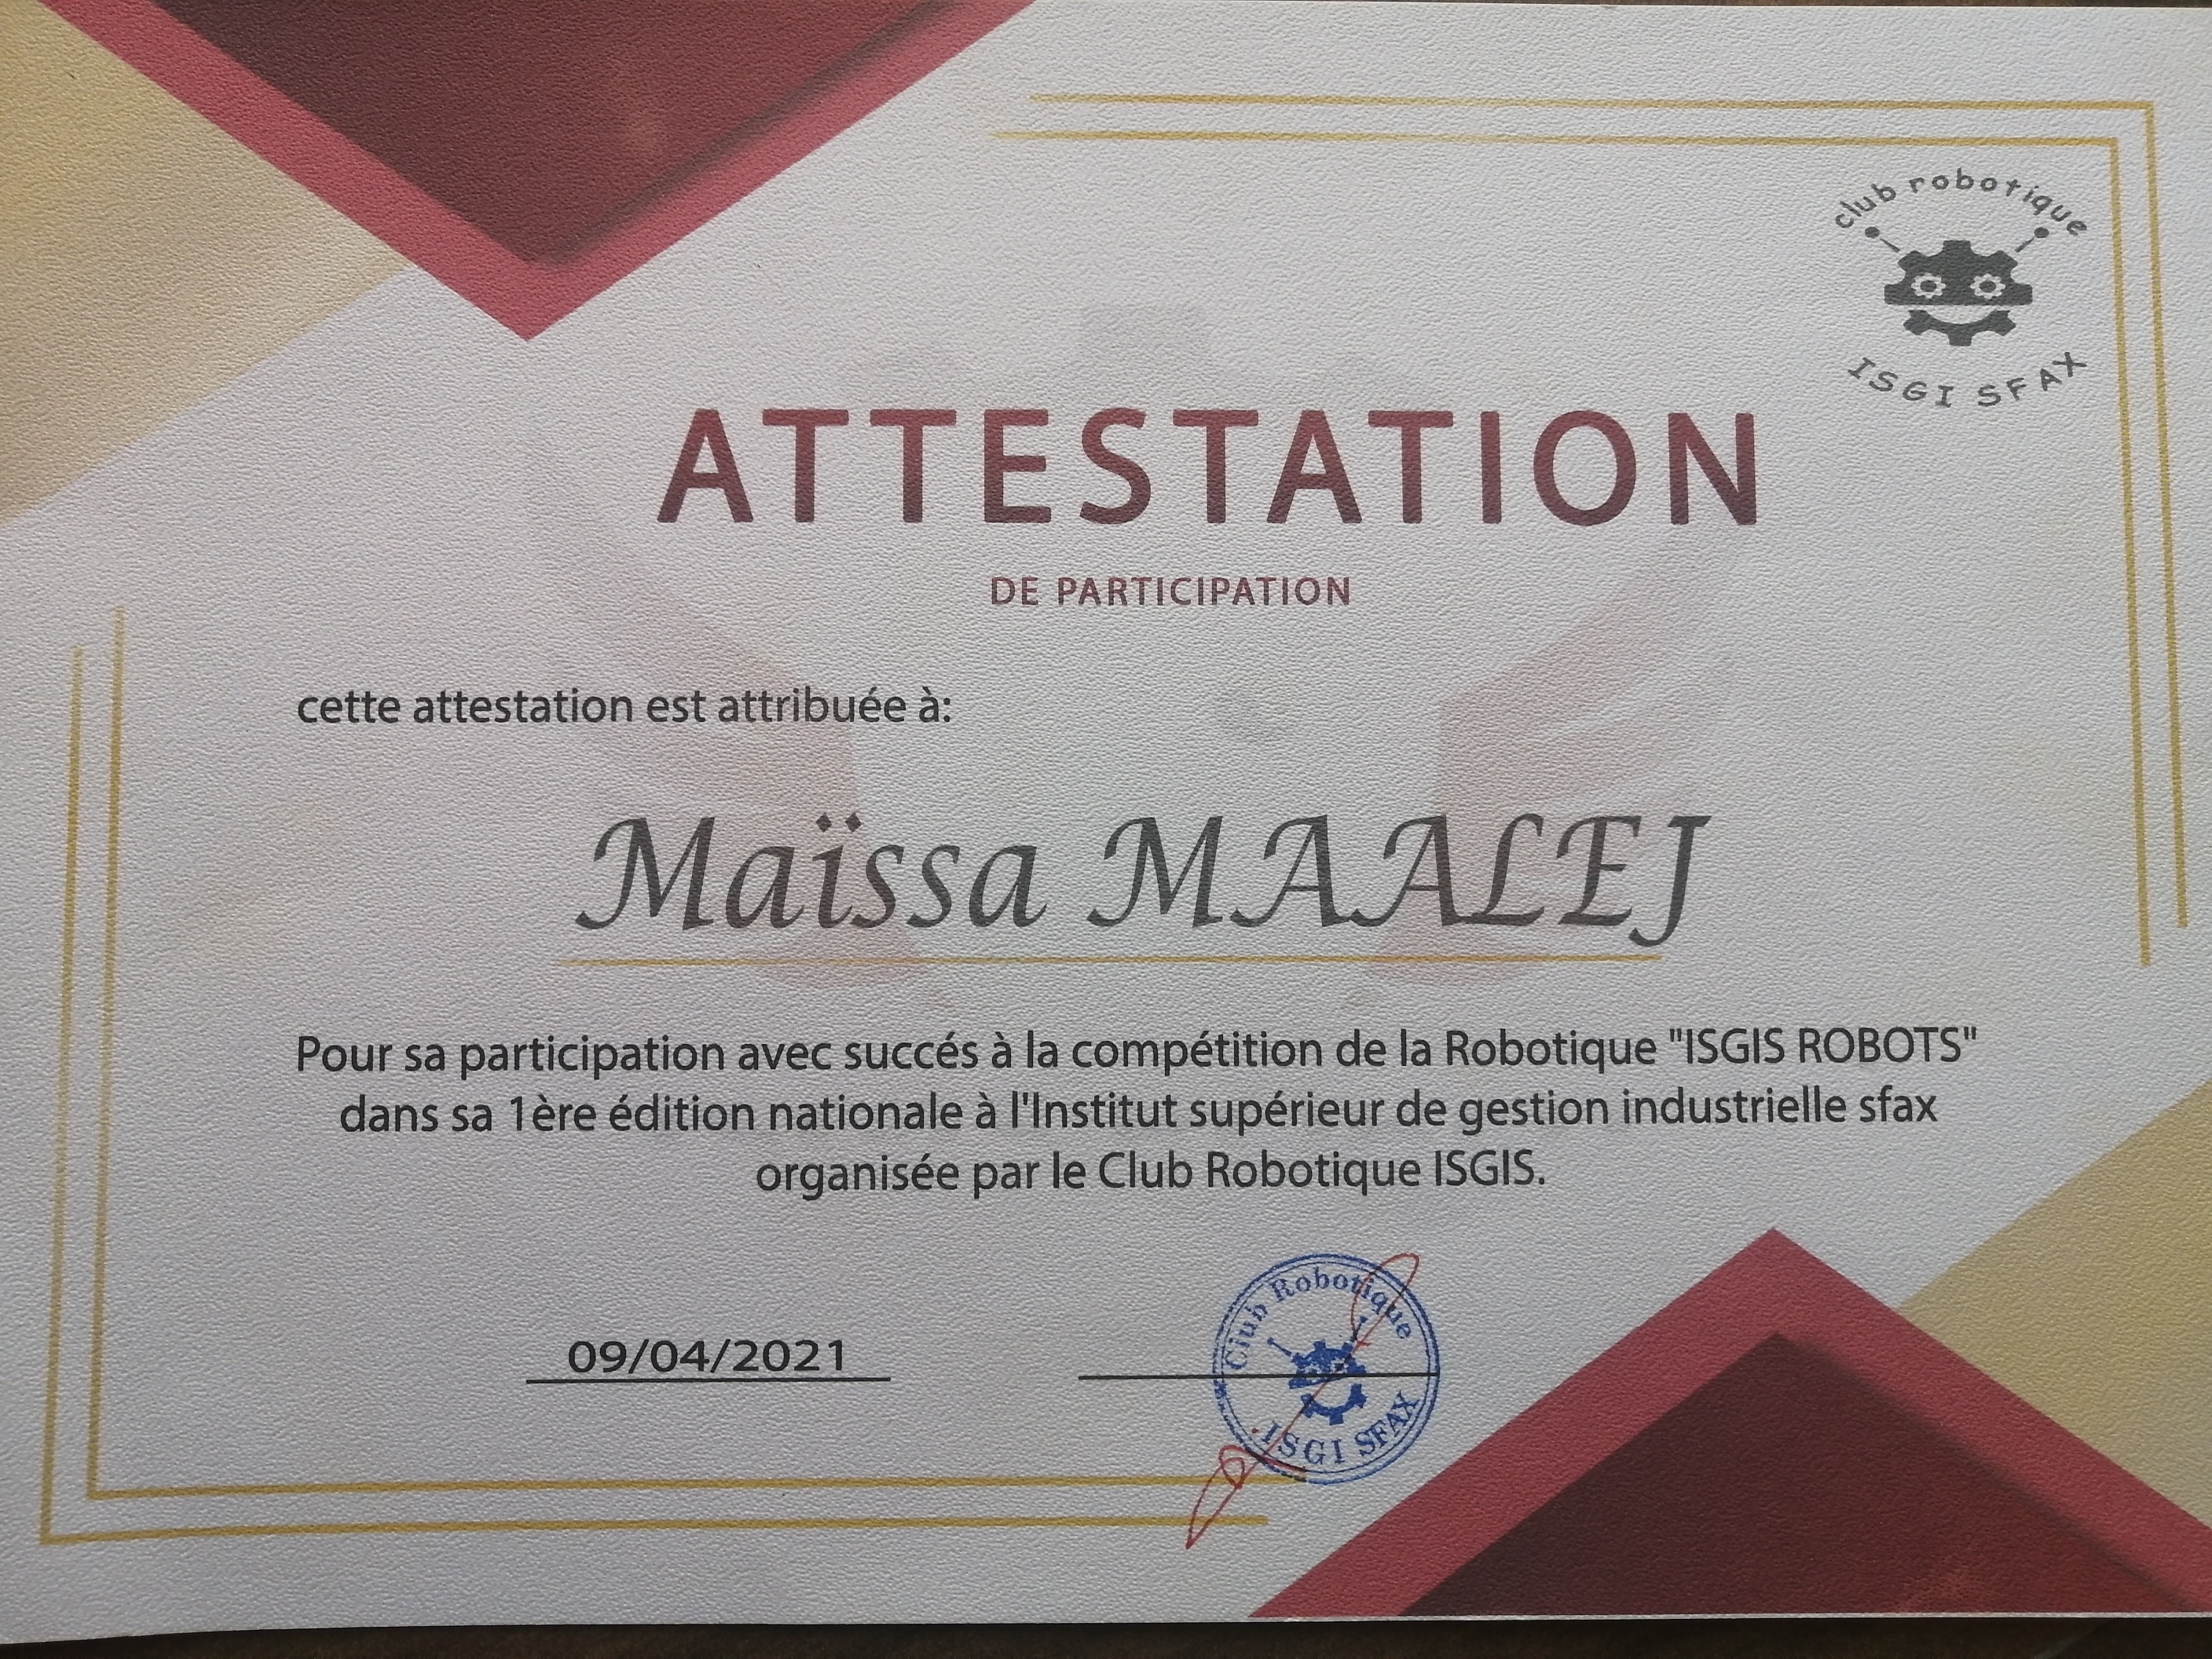 club robotique
ISGI SFAX
ATTESTATION
DE PARTICIPATION
cette attestation est attribuée à:
Maïssa MAALEJ
Pour sa participation avec succés à la compétition de la Robotique "ISGIS ROBOTS"
dans sa 1ère édition nationale à l'Institut supérieur de gestion industrielle sfax
organisée par le Club Robotique ISGIS.
09/04/2021
Club Robotique
ISGI SFAX